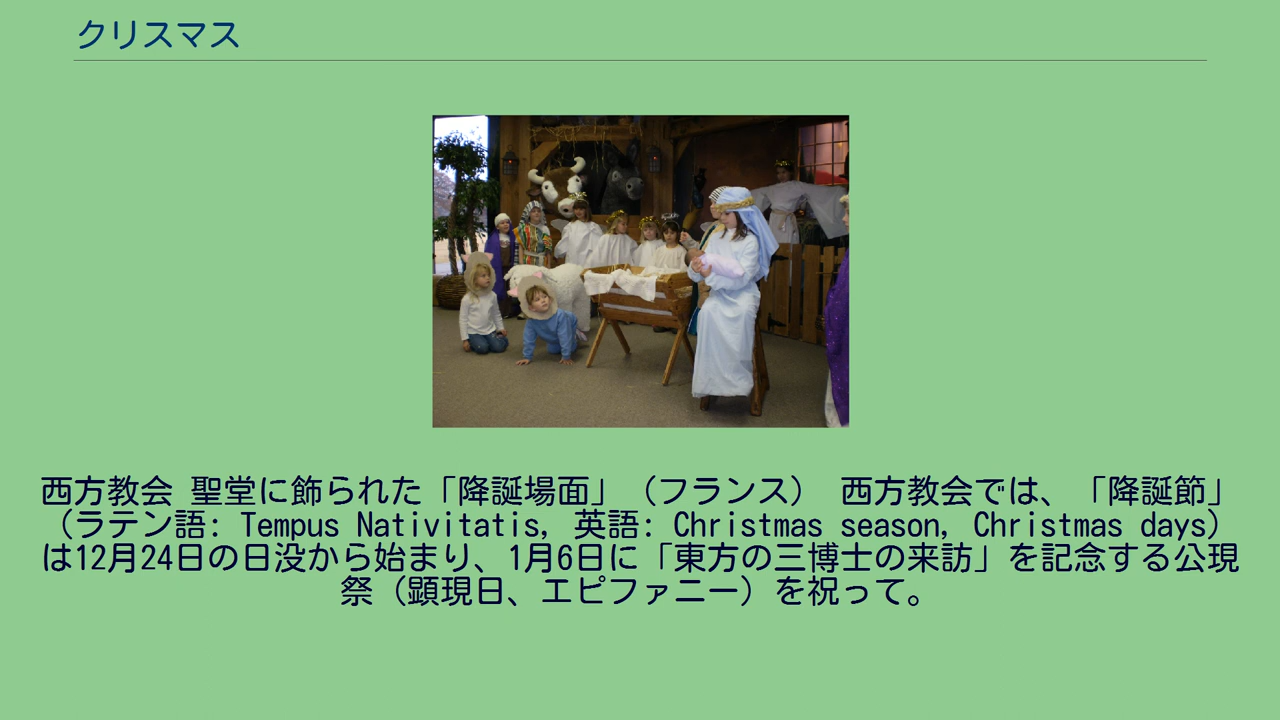 クリスマス
西方教会 聖堂に飾られた「降誕場面」（フランス） 西方教会では、「降誕節」
（ラテン語: Tempus Nativitatis, 英語: Christmas season, Christmas days）
は12月24日の日没から始まり、1月6日に「東方の三博士の来訪」を記念する公現
祭（顕現日、エピファニー）を祝って。